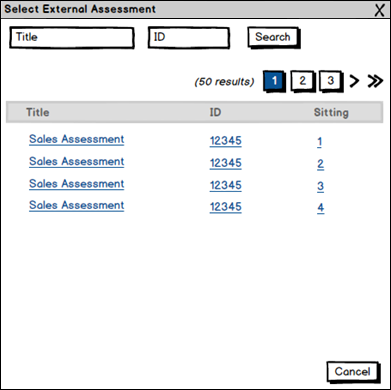 Select External Assessment X
Title ID Search
(50 results) 1 2 3 > >>
Title ID Sitting
Sales Assessment 12345 1
Sales Assessment 12345 2
Sales Assessment 12345 3
Sales Assessment 12345 4
Cancel